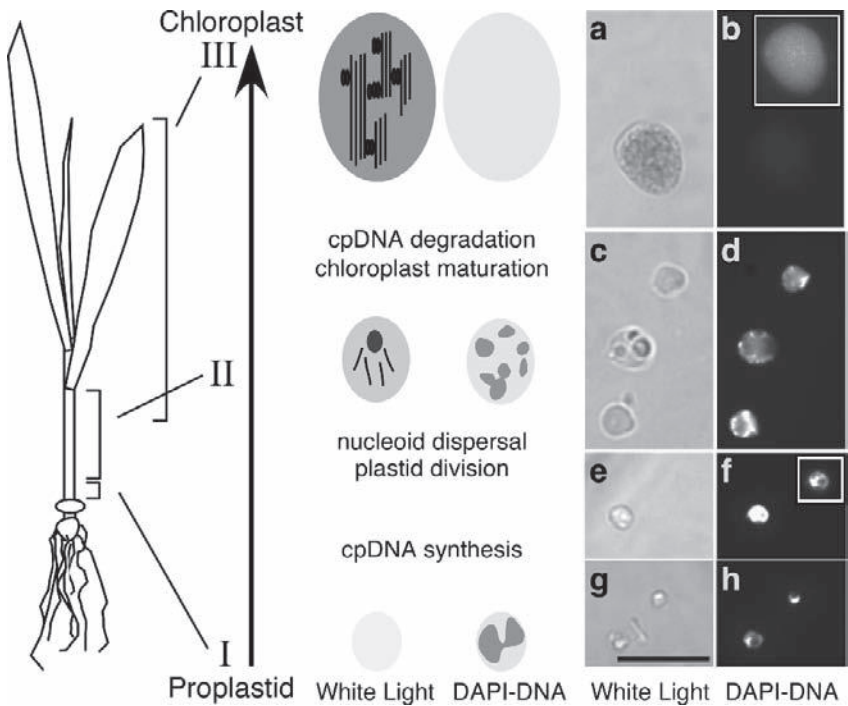 Chloroplast
III
II
I
Proplastid
cpDNA degradation
chloroplast maturation
nucleoid dispersal
plastid division
cpDNA synthesis
White Light
DAPI-DNA
a
b
c
d
e
f
g
h
White Light
DAPI-DNA